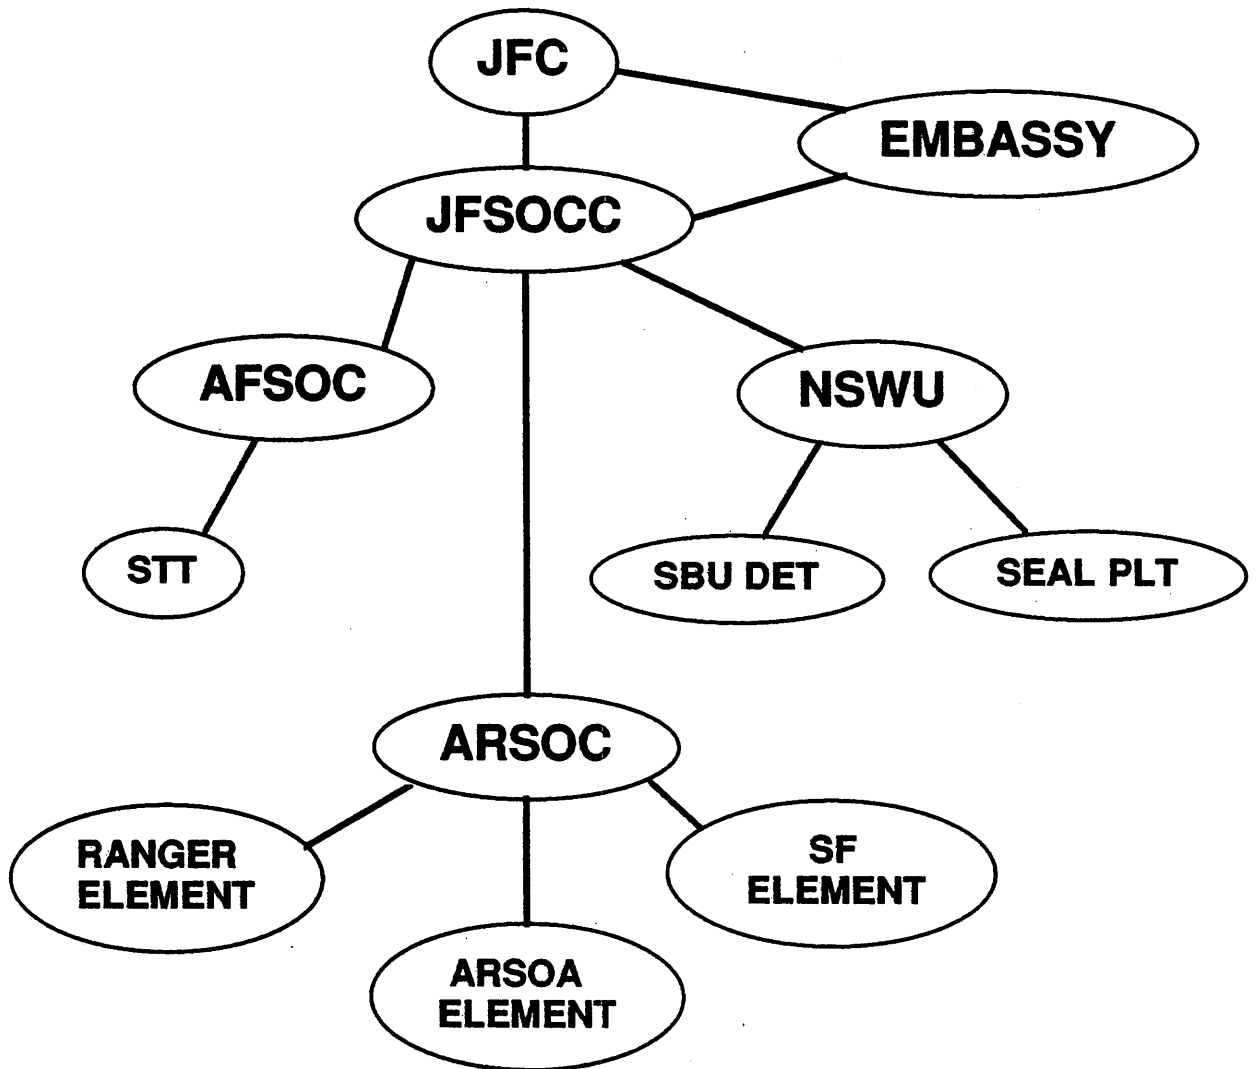 JFC
EMBASSY
JFSOCC
AFSOC
NSWU
STT
SBU DET
SEAL PLT
ARSOC
RANGER
ELEMENT
SF
ELEMENT
ARSOA
ELEMENT